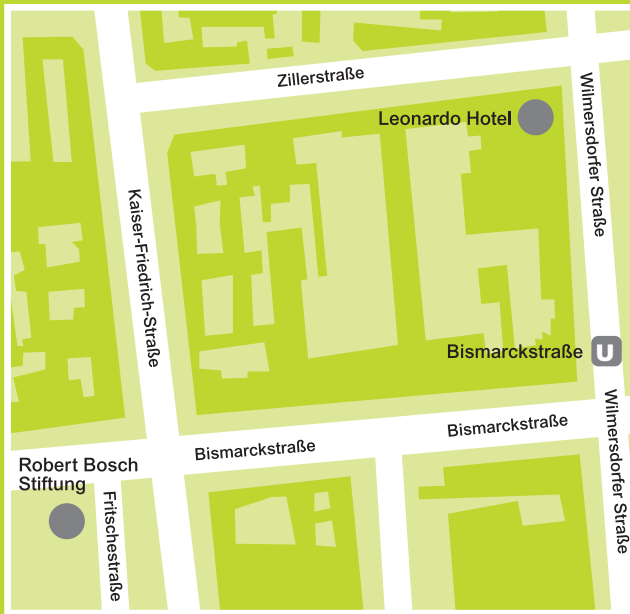 Zillerstraße
Leonardo Hotel
Wilmersdorfer Straße
Kaiser-Friedrich-Straße
Bismarckstraße U
Bismarckstraße
Bismarckstraße
Wilmersdorfer Straße
Robert Bosch
Stiftung
Fritschestraße